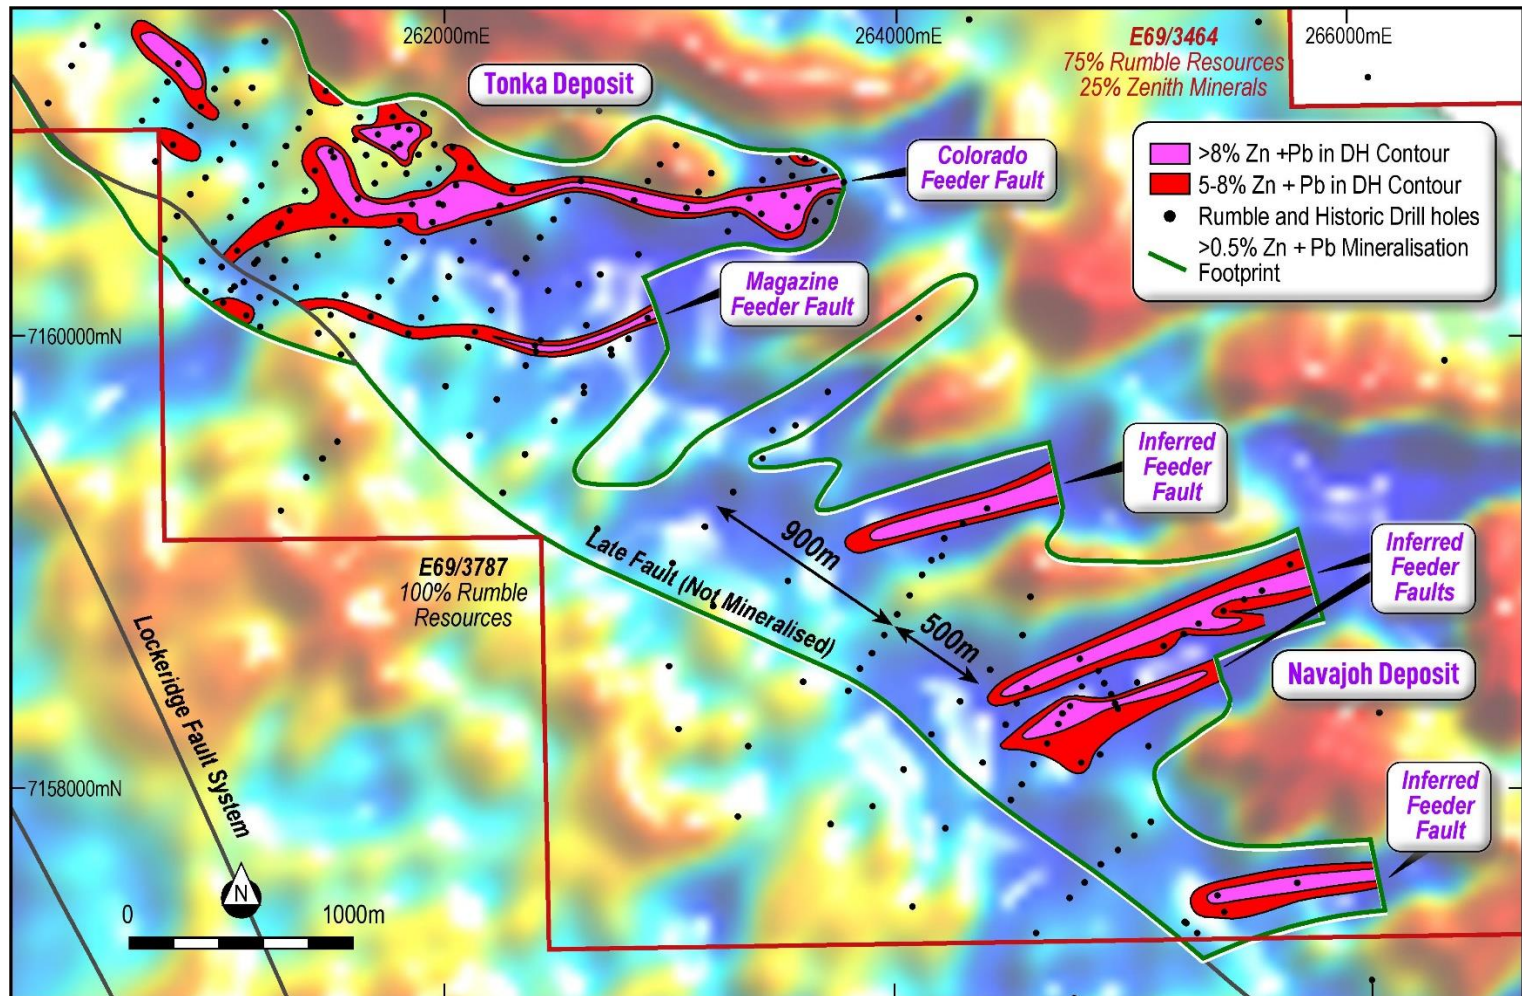 262000mE
264000mE
266000mE
E69/3464
75% Rumble Resources
25% Zenith Minerals
Tonka Deposit
Colorado
Feeder Fault
>8% Zn +Pb in DH Contour
5-8% Zn + Pb in DH Contour
Rumble and Historic Drill holes
>0.5% Zn + Pb Mineralisation
Footprint
Magazine
Feeder Fault
7160000mN
Inferred
Feeder
Fault
900m
Late Fault (Not Mineralised)
E69/3787
100% Rumble
Resources
Inferred
Feeder
Faults
500m
Lockeridge Fault System
Navajoh Deposit
7158000mN
Inferred
Feeder
Fault
N
0
1000m